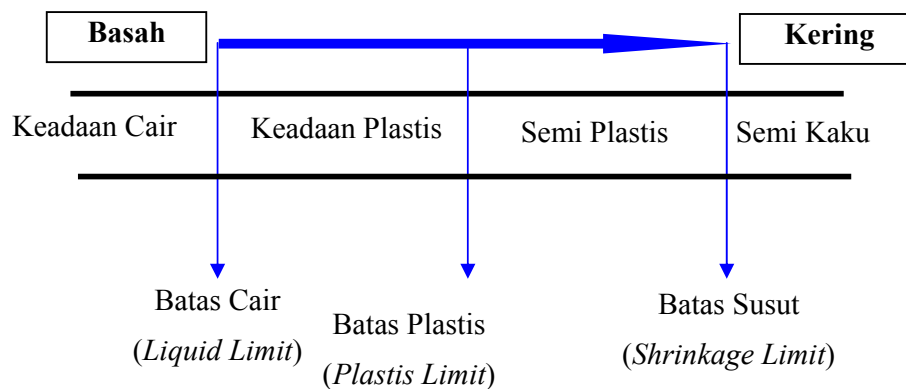 Basah
Kering
Keadaan Cair
Keadaan Plastis
Semi Plastis
Semi Kaku
Batas Cair
(Liquid Limit)
Batas Plastis
(Plastis Limit)
Batas Susut
(Shrinkage Limit)